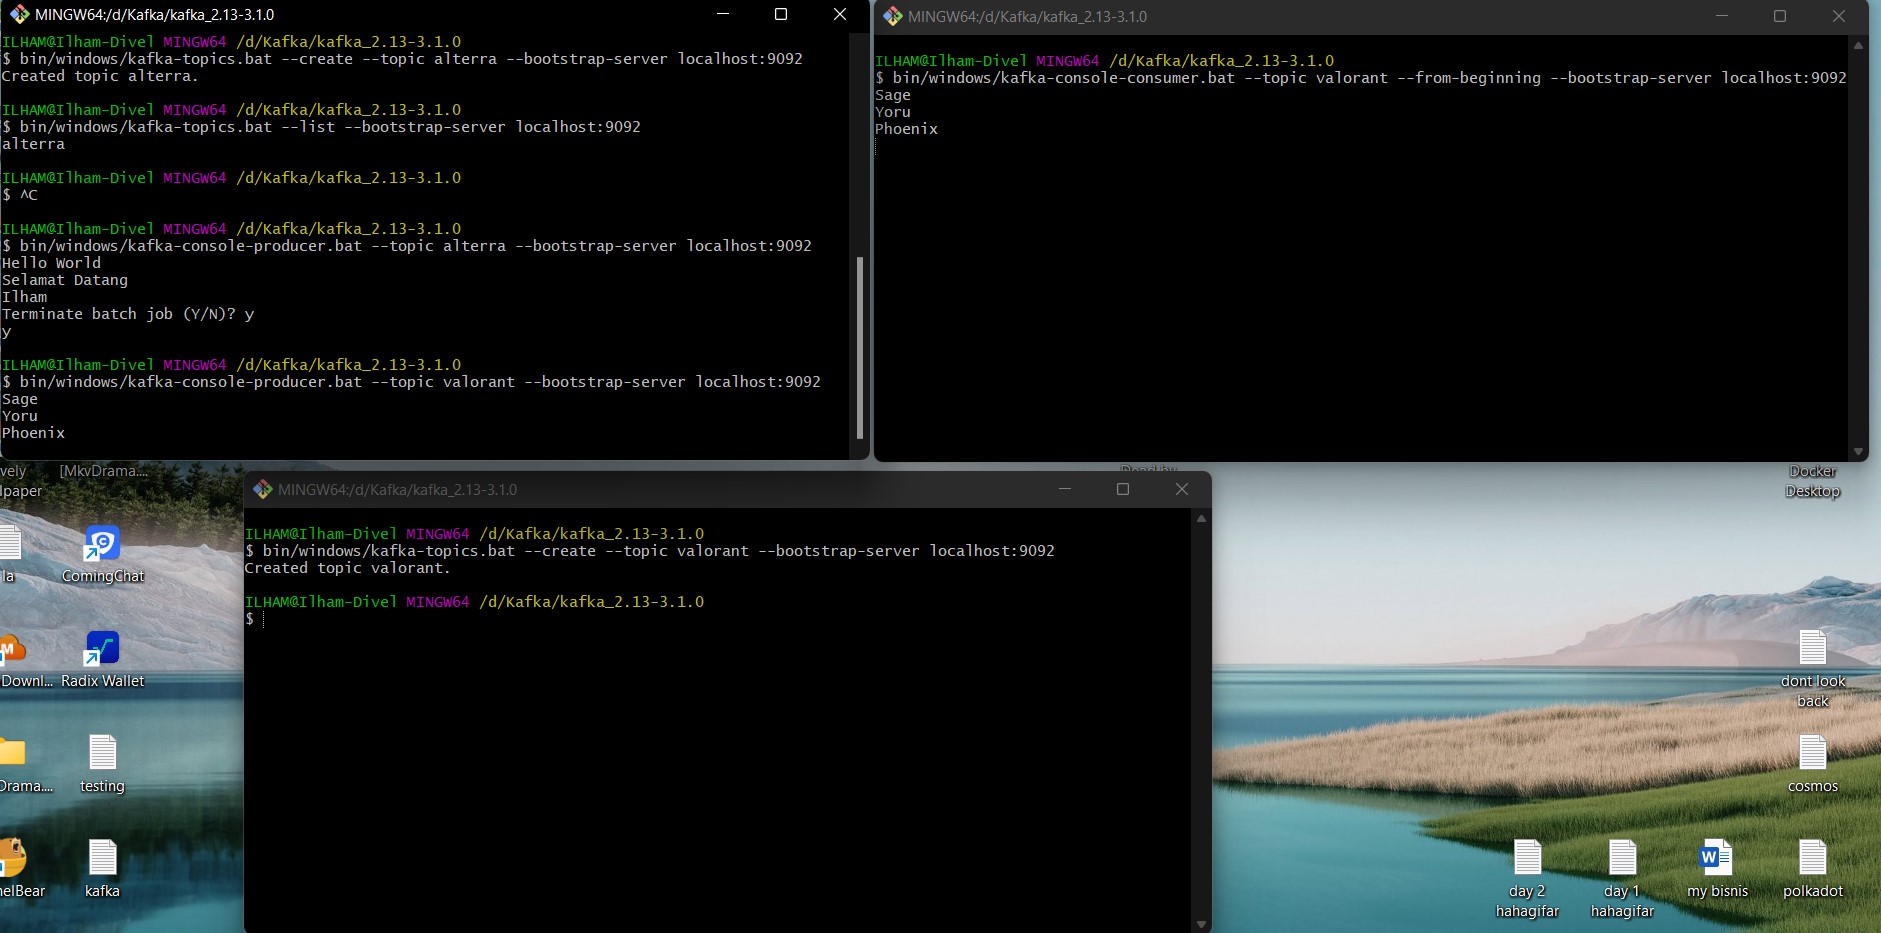 MINGW64:/d/Kafka/kafka_2.13-3.1.0
ILHAM@Ilham-Divel MINGW64 /d/Kafka/kafka_2.13-3.1.0
$ bin/windows/kafka-topics.bat --create --topic alterra --bootstrap-server localhost:9092
Created topic alterra.
ILHAM@Ilham-Divel MINGW64 /d/Kafka/kafka_2.13-3.1.0
$ bin/windows/kafka-topics.bat --list --bootstrap-server localhost:9092
alterra
ILHAM@Ilham-Divel MINGW64 /d/Kafka/kafka_2.13-3.1.0
$ ^C
ILHAM@Ilham-Divel MINGW64 /d/Kafka/kafka_2.13-3.1.0
$ bin/windows/kafka-console-producer.bat --topic alterra --bootstrap-server localhost:9092
Hello World
Selamat Datang
Ilham
Terminate batch job (Y/N)? y
y
ILHAM@Ilham-Divel MINGW64 /d/Kafka/kafka_2.13-3.1.0
$ bin/windows/kafka-console-producer.bat --topic valorant --bootstrap-server localhost:9092
Sage
Yoru
Phoenix
MINGW64:/d/Kafka/kafka_2.13-3.1.0
ILHAM@Ilham-Divel MINGW64 /d/Kafka/kafka_2.13-3.1.0
$ bin/windows/kafka-console-consumer.bat --topic valorant --from-beginning --bootstrap-server localhost:9092
Sage
Yoru
Phoenix
MINGW64:/d/Kafka/kafka_2.13-3.1.0
ILHAM@Ilham-Divel MINGW64 /d/Kafka/kafka_2.13-3.1.0
$ bin/windows/kafka-topics.bat --create --topic valorant --bootstrap-server localhost:9092
Created topic valorant.
ILHAM@Ilham-Divel MINGW64 /d/Kafka/kafka_2.13-3.1.0
$
vely
lpaper
[MkvDrama....
la
ComingChat
Downl...
Radix Wallet
Drama....
testing
nelBear
kafka
Docker
Desktop
dont look
back
cosmos
day 2
hahagifar
day 1
hahagifar
my bisnis
polkadot